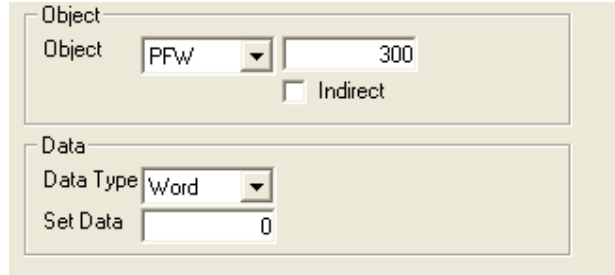 Object
Object PFW 300
Indirect
Data
Data Type Word
Set Data 0